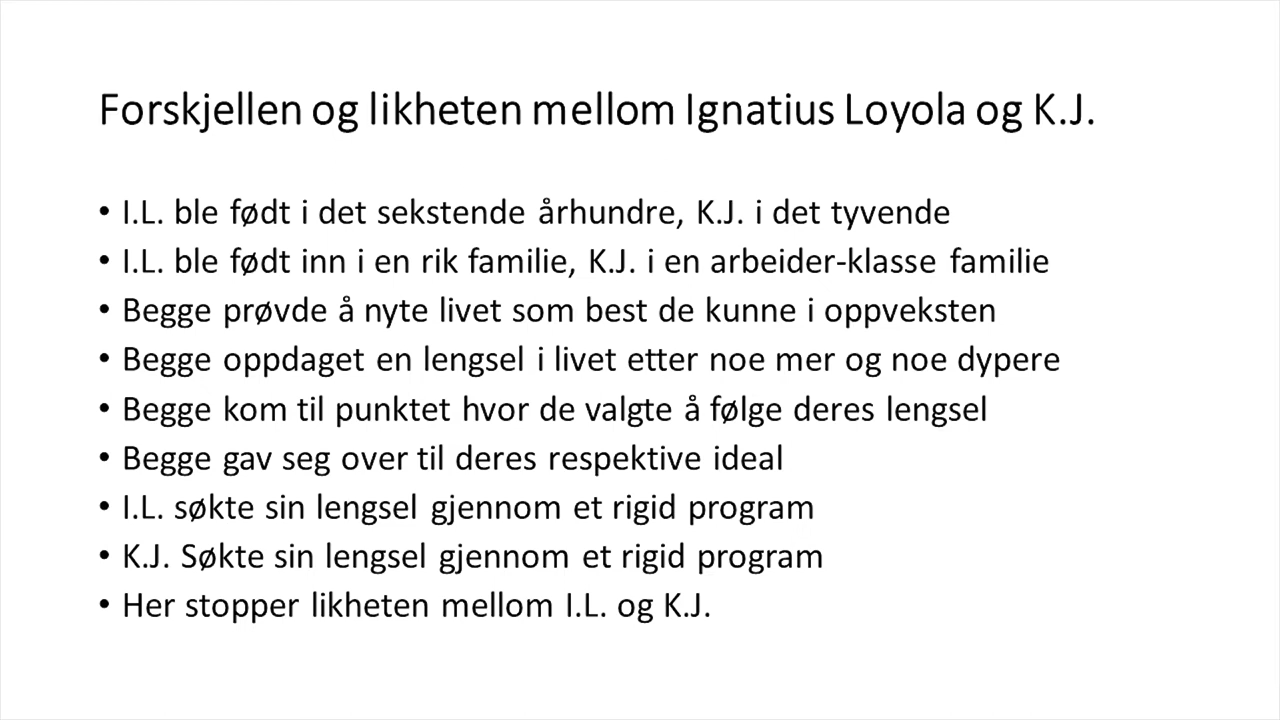 Forskjellen og likheten mellom Ignatius Loyola og K.J.
• I.L. ble født i det sekstende århundre, K.J. i det tyvende
• I.L. ble født inn i en rik familie, K.J. i en arbeider-klasse familie
• Begge prøvde å nyte livet som best de kunne i oppveksten
• Begge oppdaget en lengsel i livet etter noe mer og noe dypere
• Begge kom til punktet hvor de valgte å følge deres lengsel
• Begge gav seg over til deres respektive ideal
• I.L. søkte sin lengsel gjennom et rigid program
• K.J. Søkte sin lengsel gjennom et rigid program
• Her stopper likheten mellom I.L. og K.J.